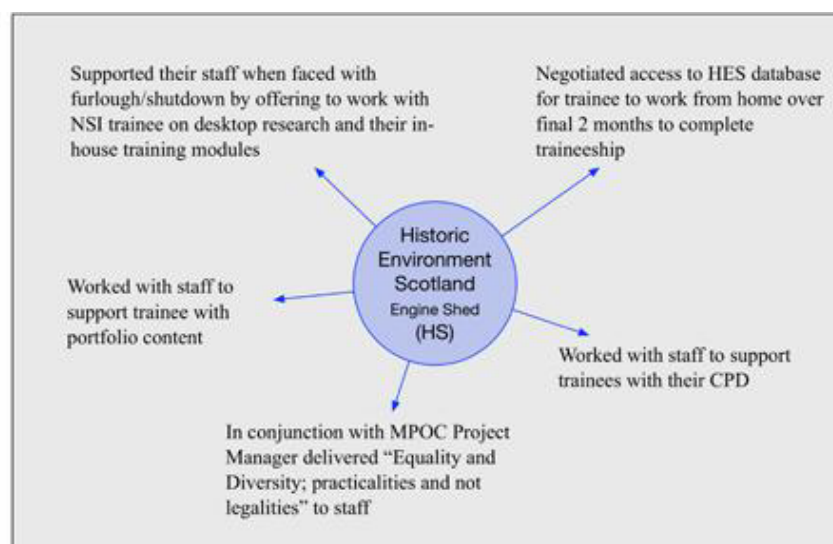 Supported their staff when faced with
furlough/shutdown by offering to work with
NSI trainee on desktop research and their in-
house training modules
Negotiated access to HES database
for trainee to work from home over
final 2 months to complete
traineeship
Historic
Environment
Scotland
Engine Shed
(HS)
Worked with staff to
support trainee with
portfolio content
Worked with staff to support
trainees with their CPD
In conjunction with MPOC Project
Manager delivered “Equality and
Diversity; practicalities and not
legalities” to staff